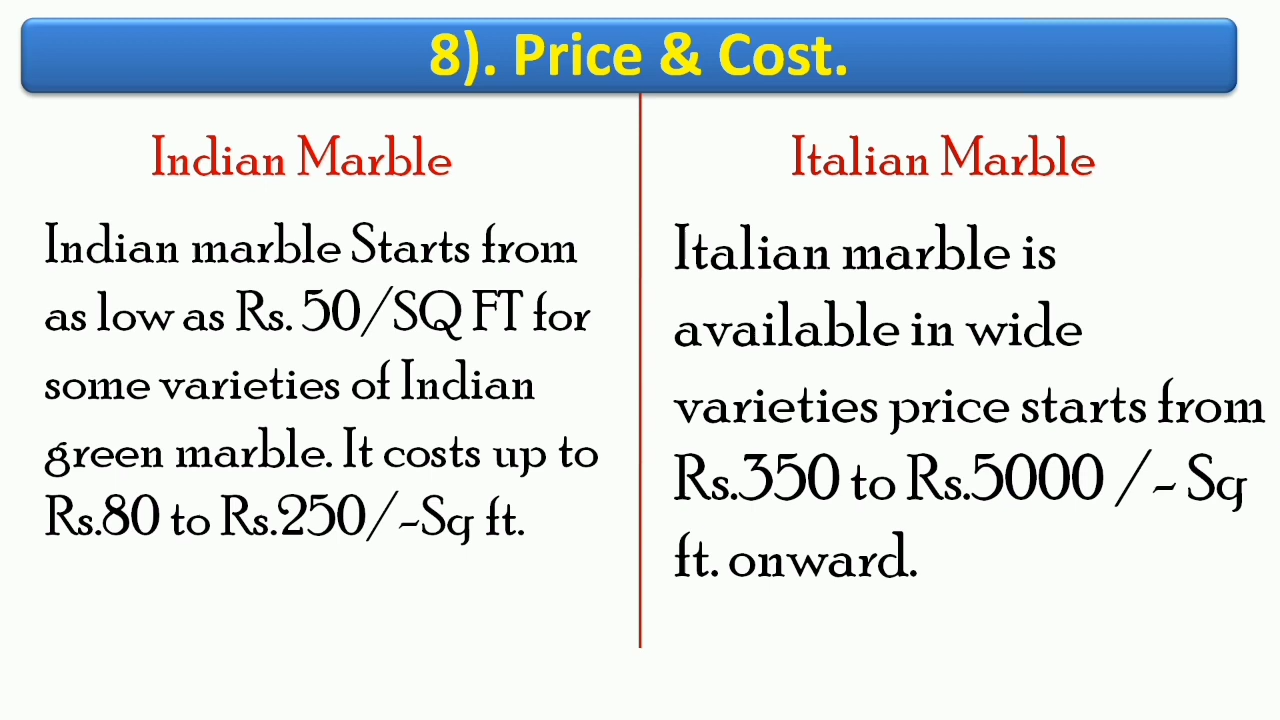 8). Price & Cost.
Indian Marble
Indian marble Starts from
as low as Rs. 50/SQ FT for
some varieties of Indian
green marble. It costs up to
Rs.80 to Rs.250/-Sq ft.
Italian Marble
Italian marble is
available in wide
varieties price starts from
Rs.350 to Rs.5000 /- Sq
ft. onward.